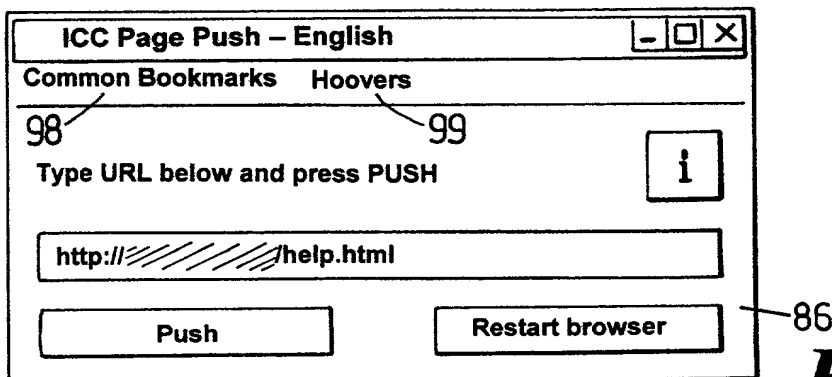 ICC Page Push – English
Common Bookmarks Hoovers
98 99
Type URL below and press PUSH
i
http:// /help.html
Push Restart browser
86